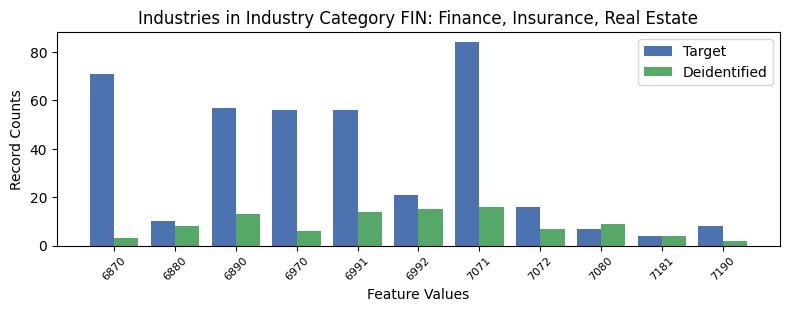 Industries in Industry Category FIN: Finance, Insurance, Real Estate
Target
Deidentified
Record Counts
80
60
40
20
0
6870 6880 6890 6970 6991 6992 7071 7072 7080 7181 7190
Feature Values